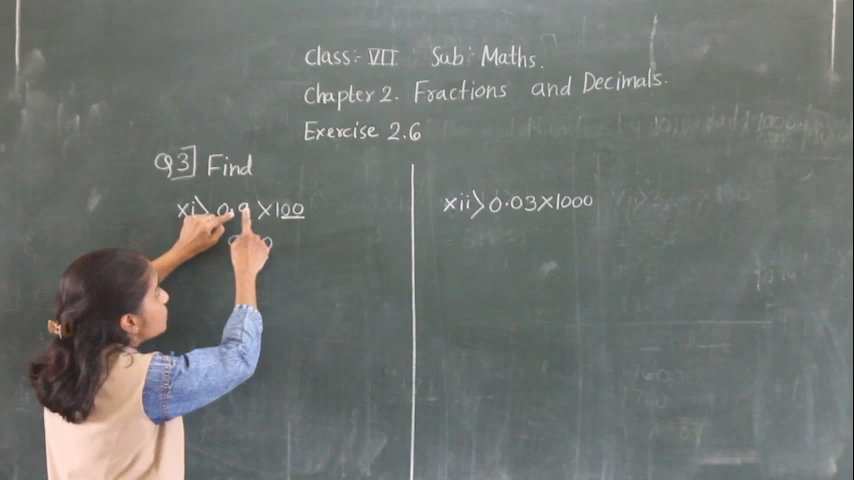 Class:- VII Sub:- Maths.
Chapter 2. Fractions and Decimals.
Exercise 2.6
Q3] Find
xi> 0.9 ×100
xii> 0.03×1000